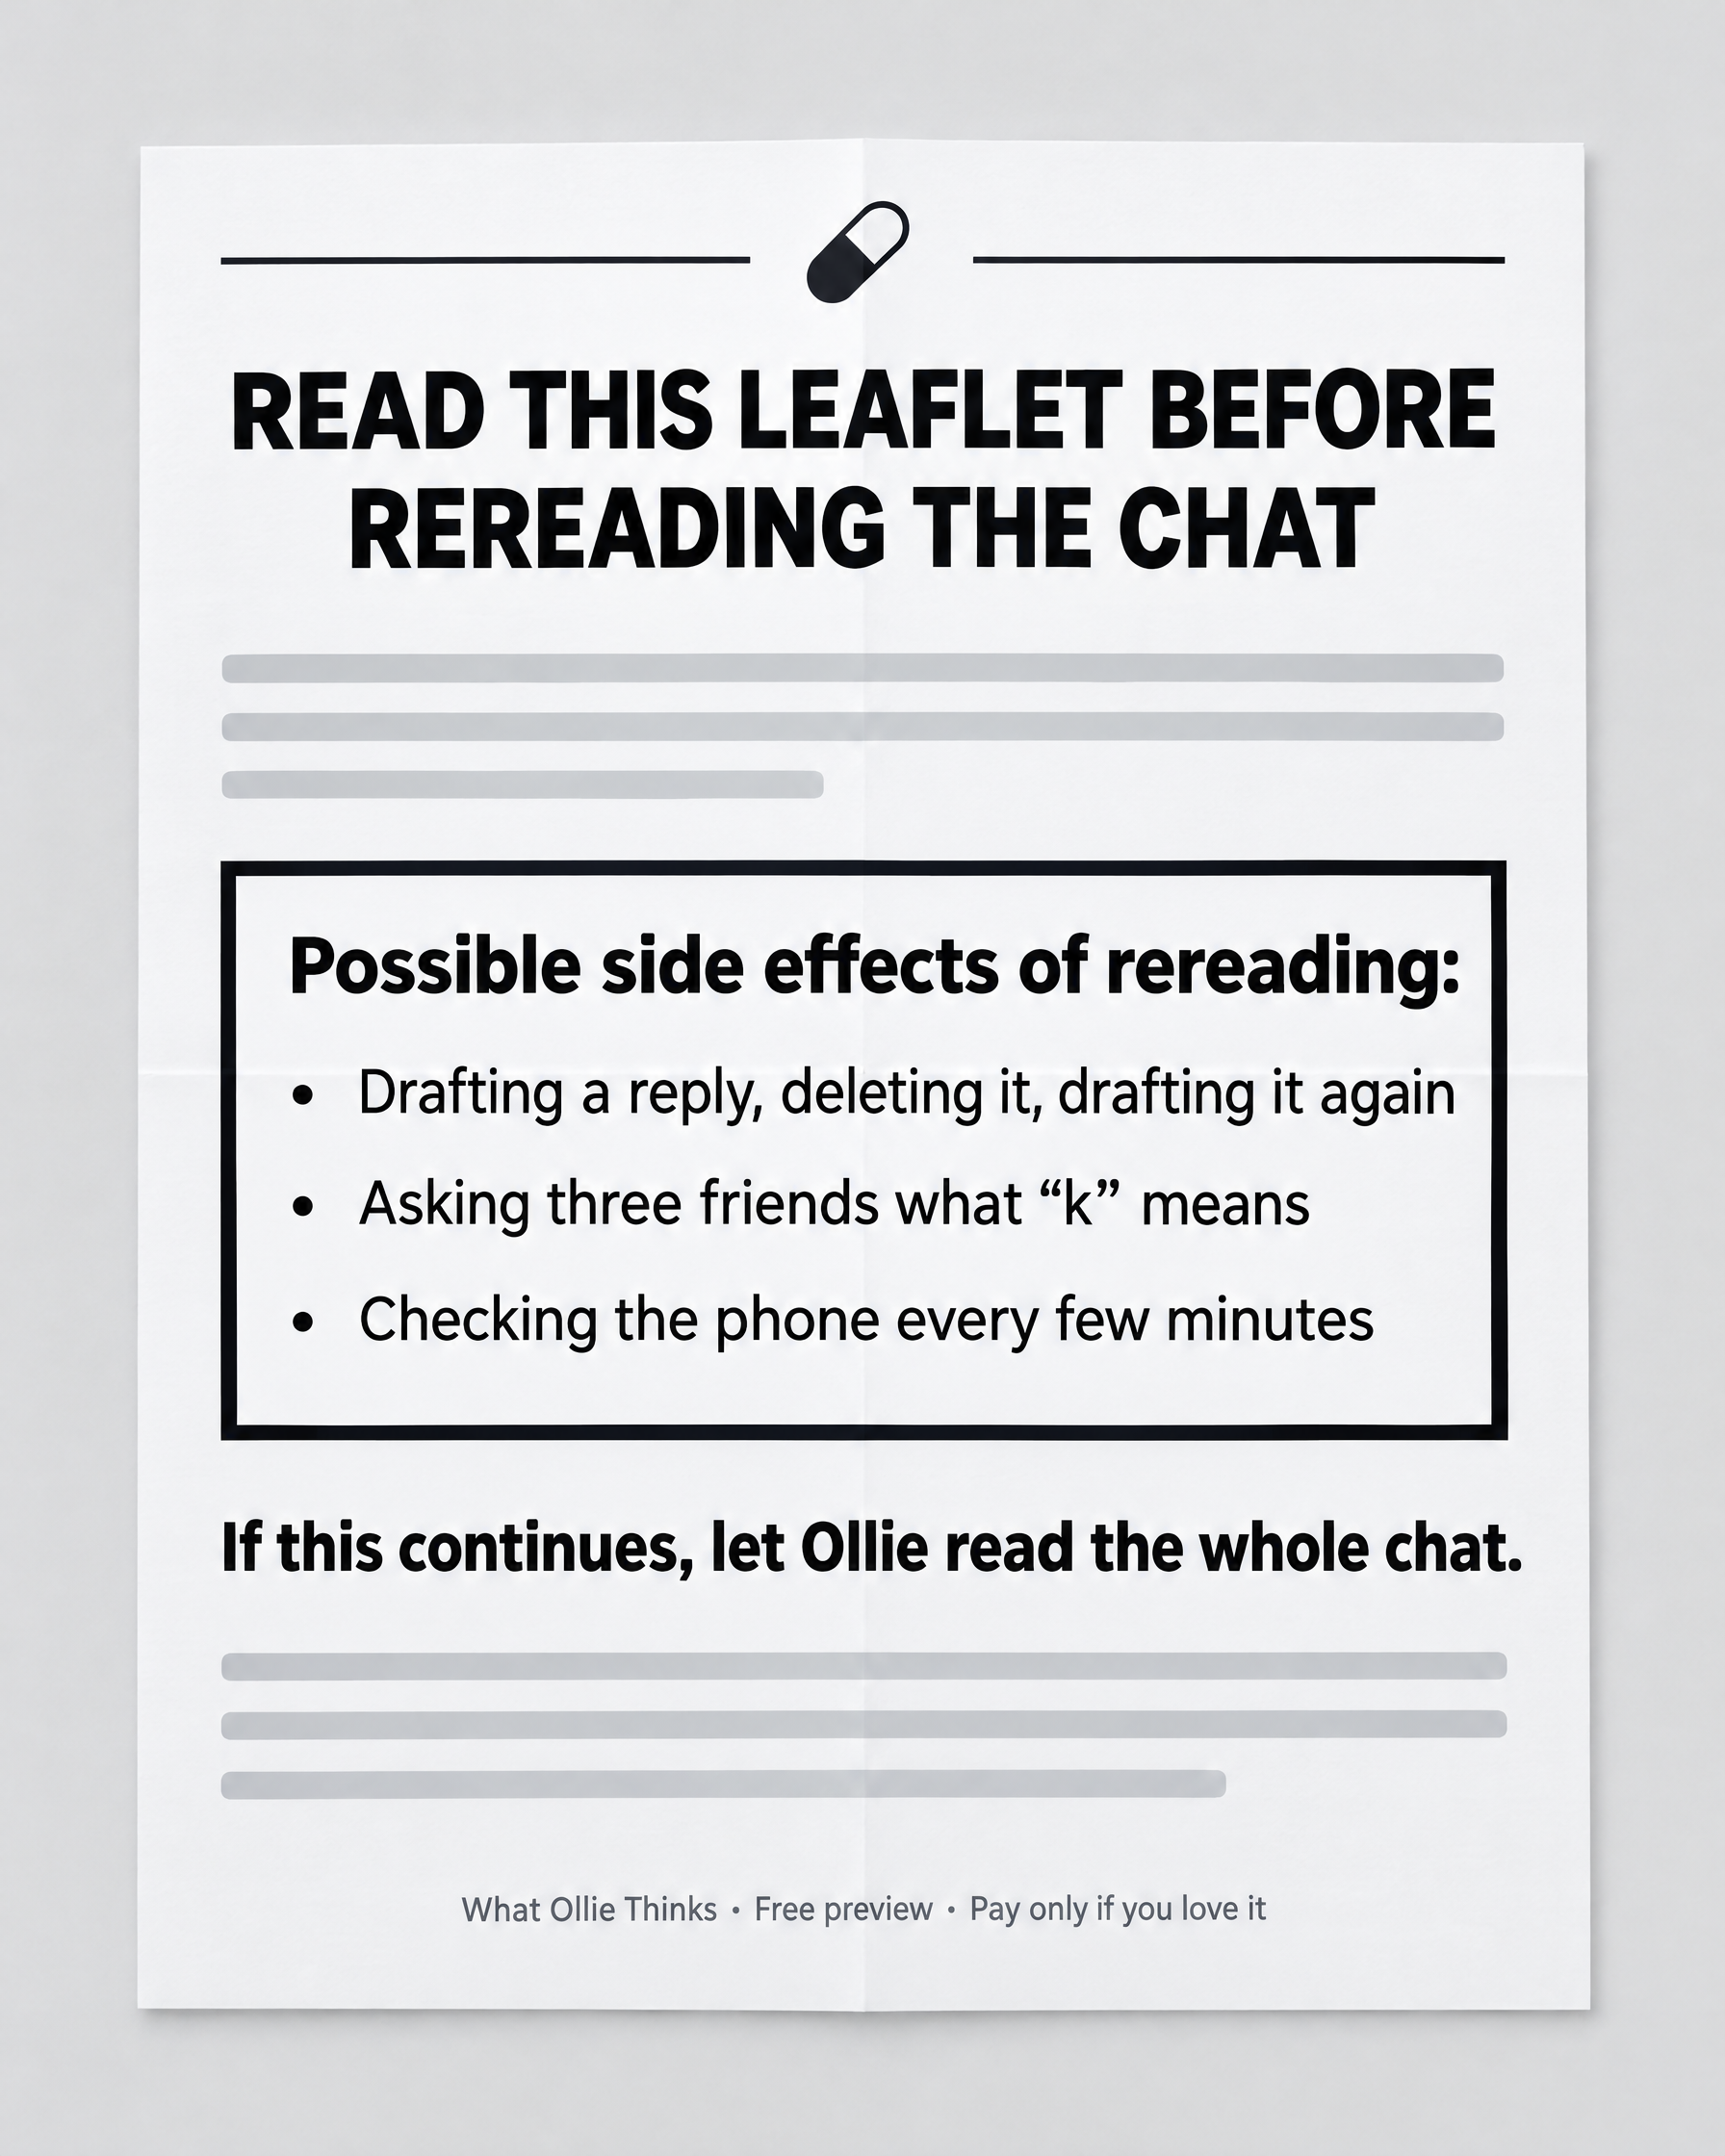 READ THIS LEAFLET BEFORE
REREADING THE CHAT
Possible side effects of rereading:
• Drafting a reply, deleting it, drafting it again
• Asking three friends what “k” means
• Checking the phone every few minutes
If this continues, let Ollie read the whole chat.
What Ollie Thinks • Free preview • Pay only if you love it